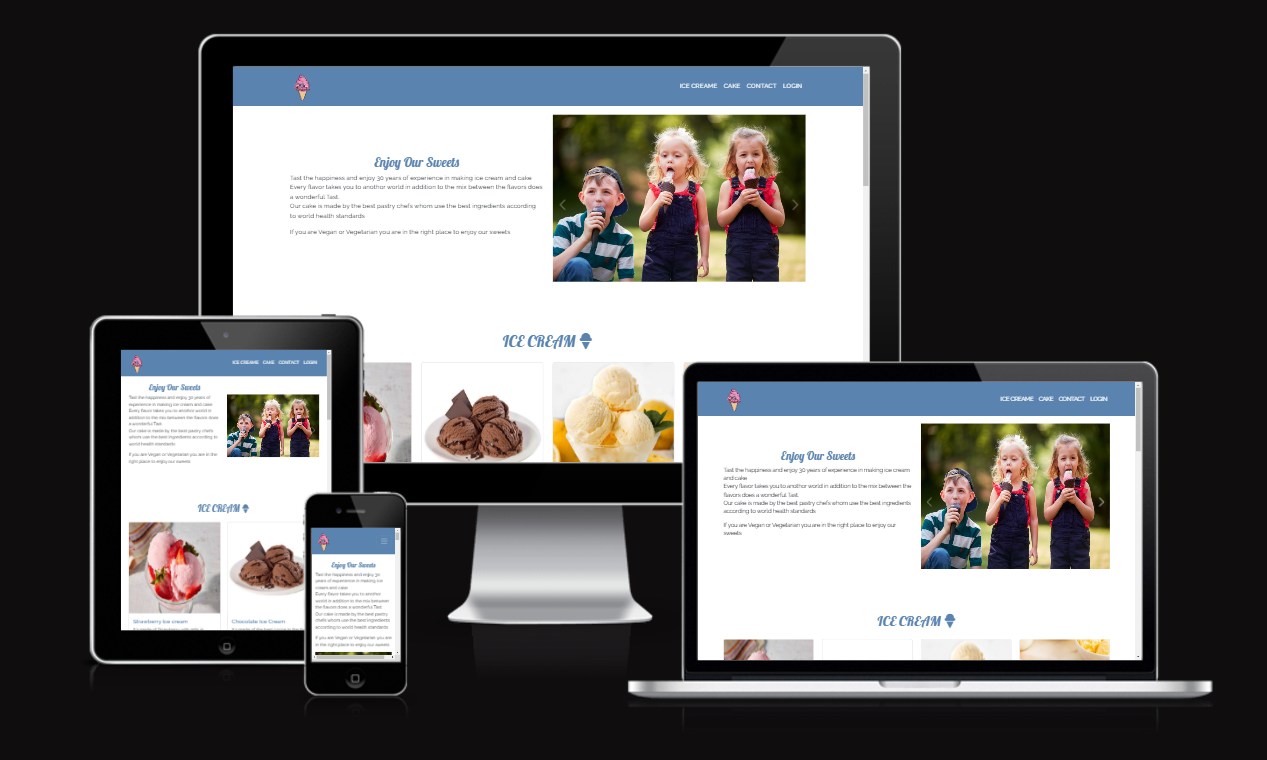 ICE CREAME CAKE CONTACT LOGIN
Enjoy Our Sweets
Tast the happiness and enjoy 30 years of experience in making ice cream and cake
Every flavor takes you to anothor world in addition to the mix between the flavors does
a wonderful Tast.
Our cake is made by the best pastry chefs whom use the best ingredients according
to world health standards
If you are Vegan or Vegetarian you are in the right place to enjoy our sweets
ICE CREAM
ICE CREAME CAKE CONTACT LOGIN
Enjoy Our Sweets
Tast the happiness and enjoy 30 years of
experience in making ice cream and cake
Every flavor takes you to anothor world in
addition to the mix between the flavors does
a wonderful Tast.
Our cake is made by the best pastry chefs
whom use the best ingredients according to
world health standards
If you are Vegan or Vegetarian you are in the
right place to enjoy our sweets
ICE CREAM
Strawberry Ice cream
Chocolate Ice Cream
Enjoy Our Sweets
Tast the happiness and enjoy 30
years of experience in making ice
cream and cake
Every flavor takes you to anothor
world in addition to the mix between
the flavors does a wonderful Tast.
Our cake is made by the best pastry
chefs whom use the best ingredients
according to world health standards
If you are Vegan or Vegetarian you are
in the right place to enjoy our sweets
ICE CREAME CAKE CONTACT LOGIN
Enjoy Our Sweets
Tast the happiness and enjoy 30 years of experience in making ice cream
and cake
Every flavor takes you to anothor world in addition to the mix between the
flavors does a wonderful Tast.
Our cake is made by the best pastry chefs whom use the best ingredients
according to world health standards
If you are Vegan or Vegetarian you are in the right place to enjoy our
sweets
ICE CREAM